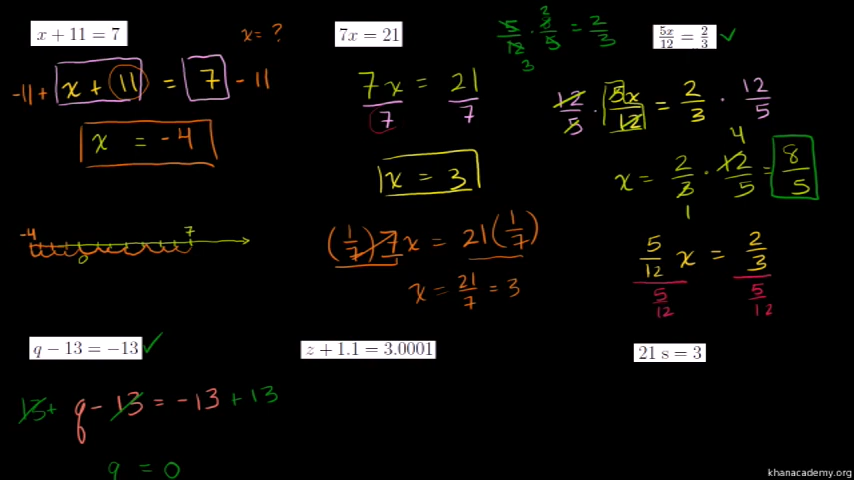 x + 11 = 7
x = ?
-11 + x + 11 = 7 - 11
x = -4
-4 0 7
7x = 21
7x = 21
7 7
x = 3
(1/7) 7x = 21 (1/7)
x = 21/7 = 3
5/12 · 8/5 = 2/3
2
3
5x/12 = 2/3 ✓
12/5 · 5x/12 = 2/3 · 12/5
4
x = 2/3 · 12/5 = 8/5
1
5/12 x = 2/3
5/12 5/12
q − 13 = −13 ✓
13 + q - 13 = -13 + 13
q = 0
z + 1.1 = 3.0001
21 s = 3
khanacademy.org